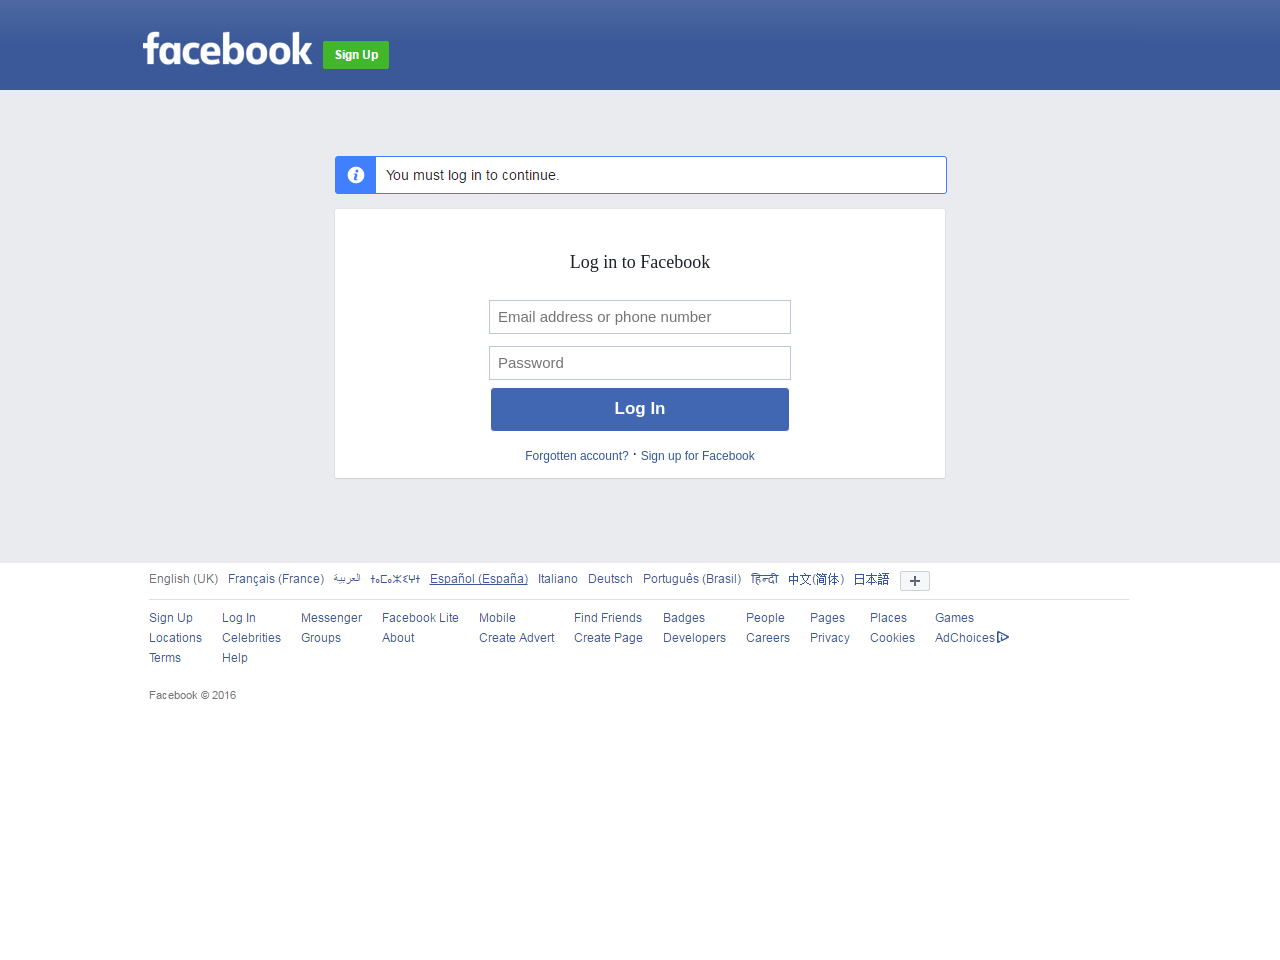 facebook Sign Up
You must log in to continue.
Log in to Facebook
Email address or phone number
Password
Log In
Forgotten account? · Sign up for Facebook
English (UK) Français (France) العربية ⵜⴰⵎⴰⵣⵉⵖⵜ Español (España) Italiano Deutsch Português (Brasil) हिन्दी 中文(简体) 日本語 +
Sign Up Log In Messenger Facebook Lite Mobile Find Friends Badges People Pages Places Games
Locations Celebrities Groups About Create Advert Create Page Developers Careers Privacy Cookies AdChoices
Terms Help
Facebook © 2016